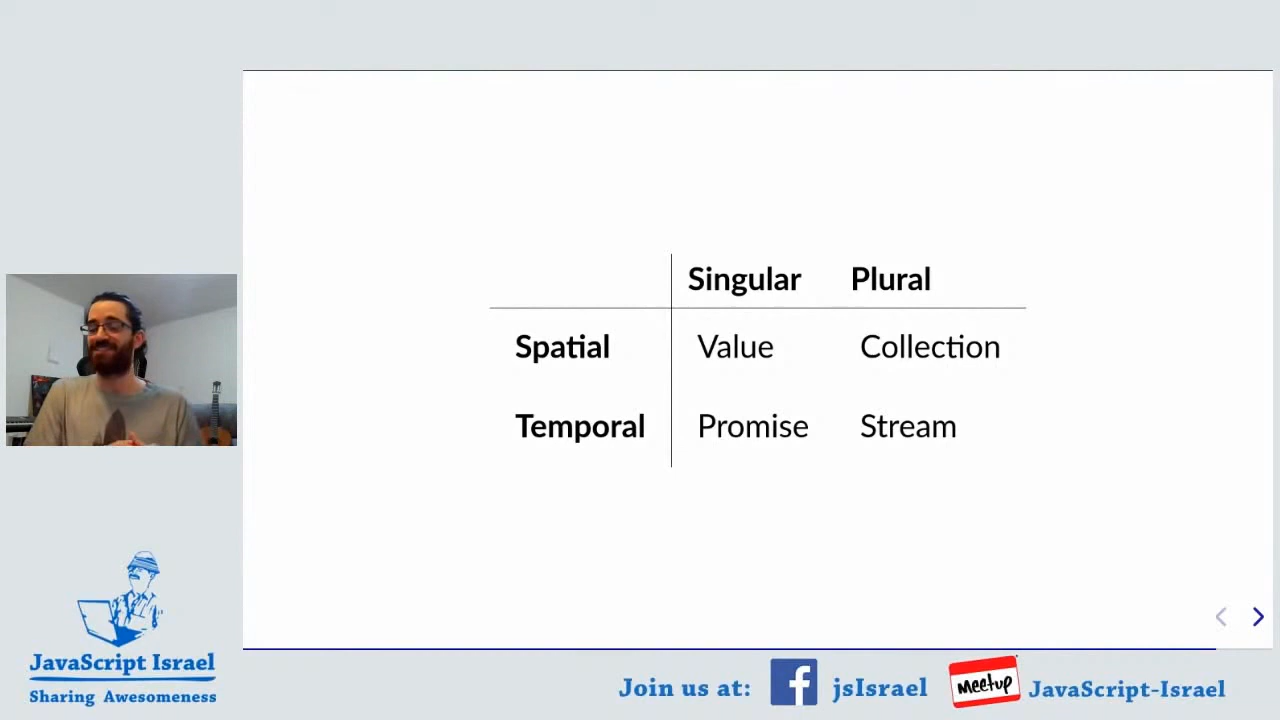 Singular Plural
Spatial Value Collection
Temporal Promise Stream
JavaScript Israel
Sharing Awesomeness
Join us at: f jsIsrael Meetup JavaScript-Israel